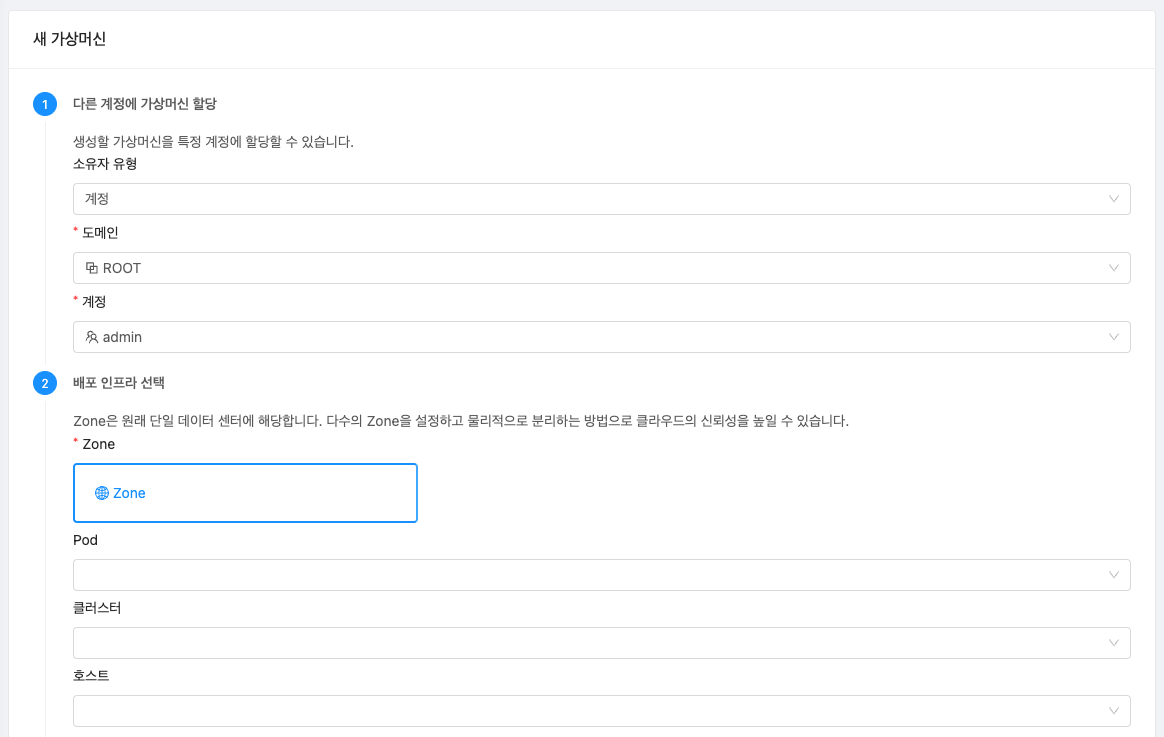 새 가상머신
1 다른 계정에 가상머신 할당
생성할 가상머신을 특정 계정에 할당할 수 있습니다.
소유자 유형
계정
* 도메인
ROOT
* 계정
admin
2 배포 인프라 선택
Zone은 원래 단일 데이터 센터에 해당합니다. 다수의 Zone을 설정하고 물리적으로 분리하는 방법으로 클라우드의 신뢰성을 높일 수 있습니다.
* Zone
Zone
Pod
클러스터
호스트